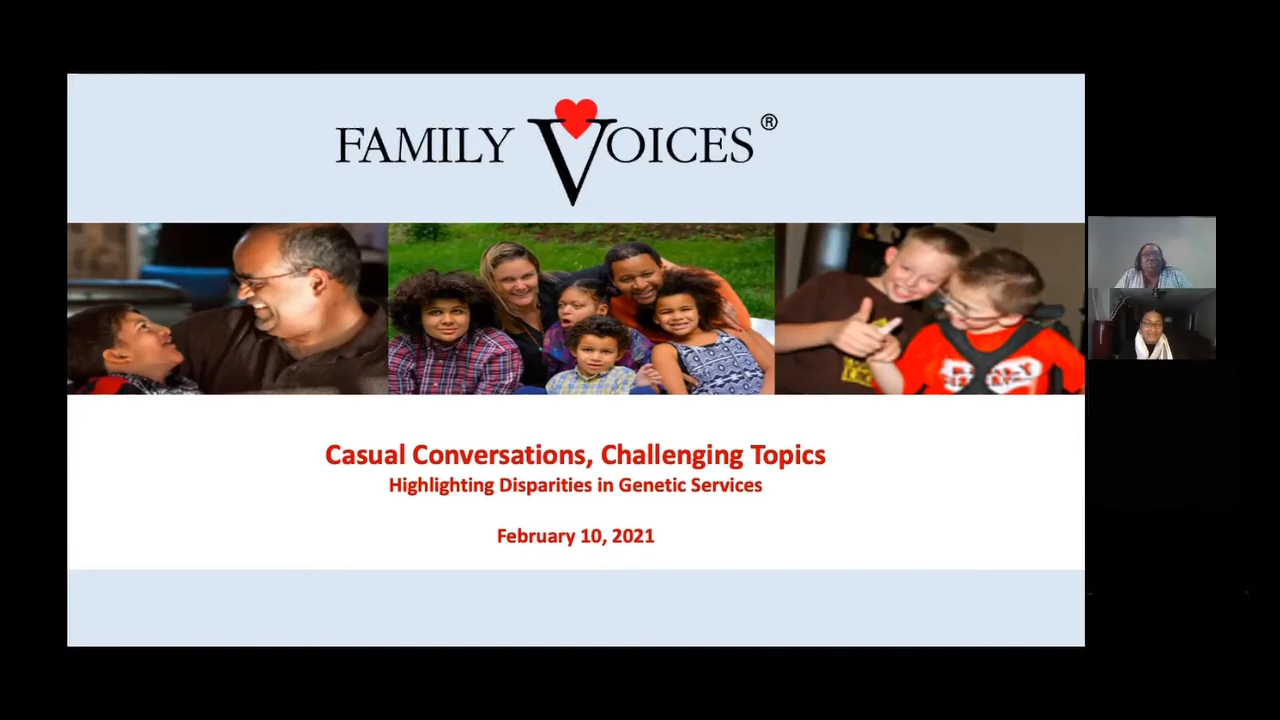 FAMILY VOICES®
Casual Conversations, Challenging Topics
Highlighting Disparities in Genetic Services
February 10, 2021